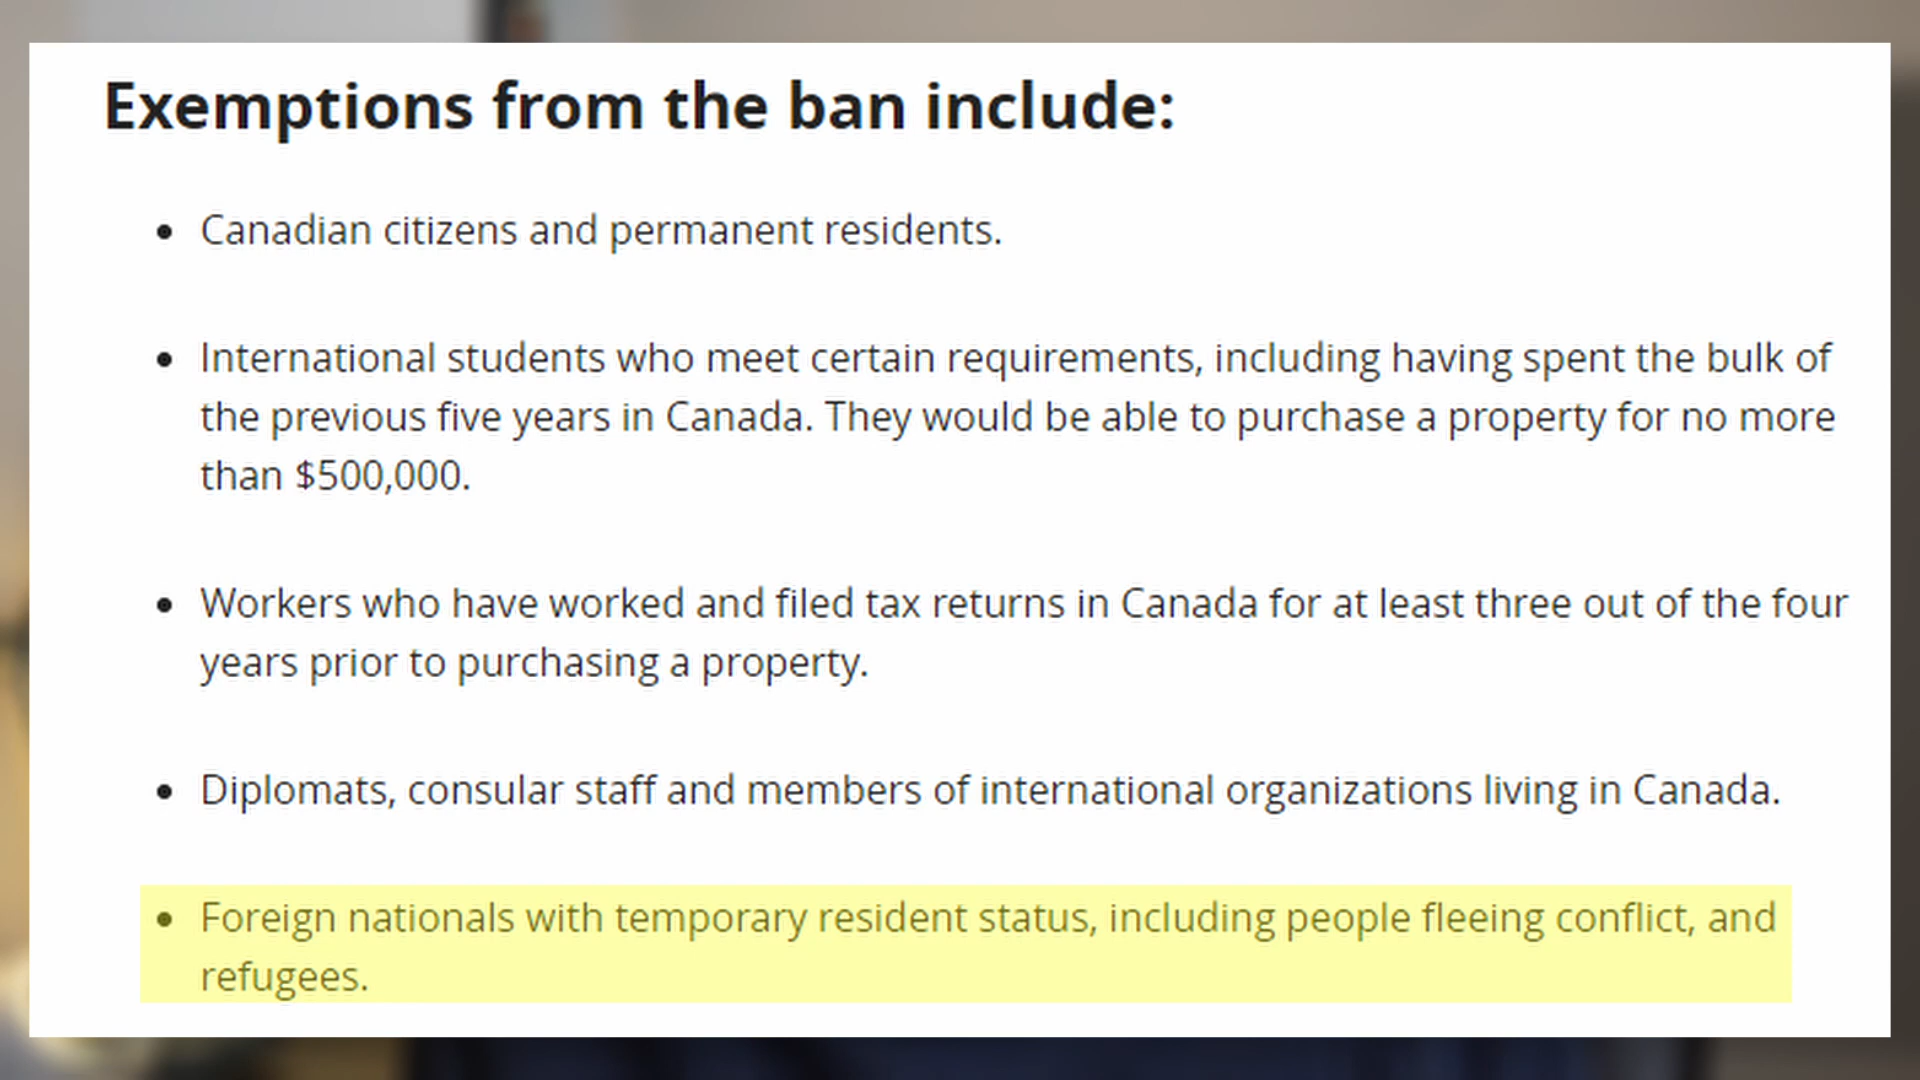 Exemptions from the ban include:
• Canadian citizens and permanent residents.
• International students who meet certain requirements, including having spent the bulk of
the previous five years in Canada. They would be able to purchase a property for no more
than $500,000.
• Workers who have worked and filed tax returns in Canada for at least three out of the four
years prior to purchasing a property.
• Diplomats, consular staff and members of international organizations living in Canada.
• Foreign nationals with temporary resident status, including people fleeing conflict, and
refugees.